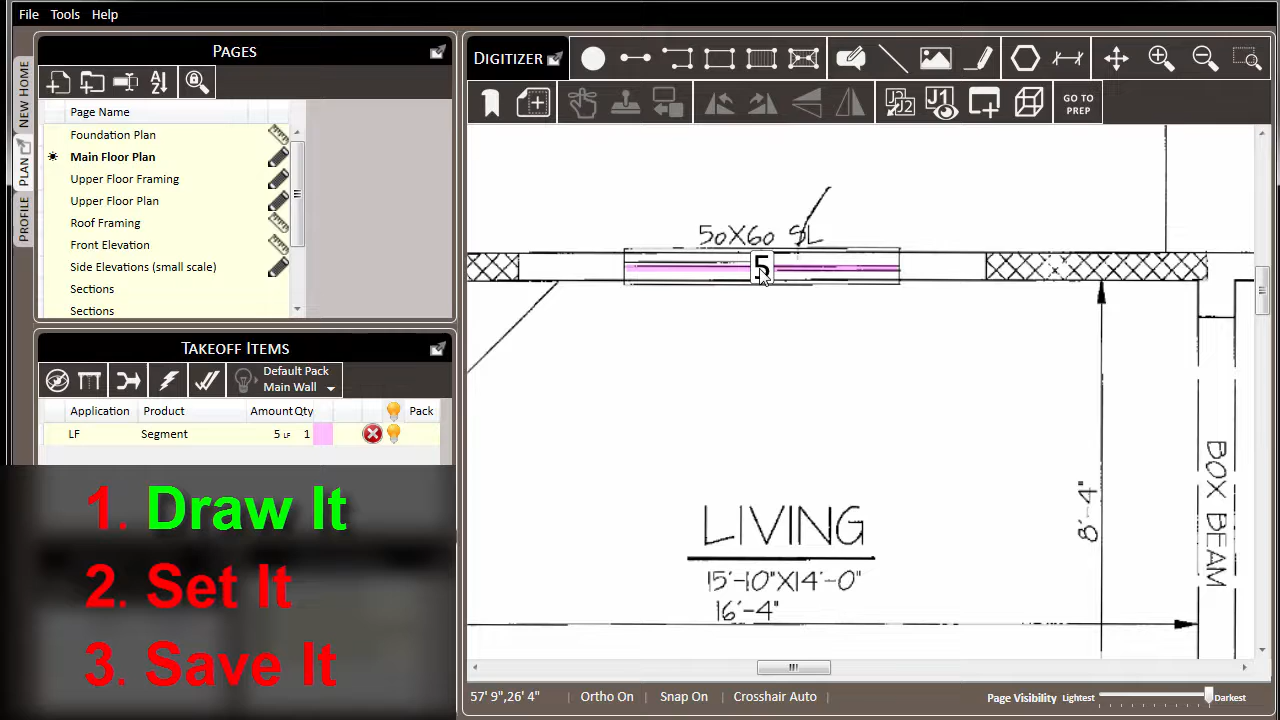 File Tools Help
PAGES
NEW HOME
PLAN
PROFILE
Page Name
Foundation Plan
Main Floor Plan
Upper Floor Framing
Upper Floor Plan
Roof Framing
Front Elevation
Side Elevations (small scale)
Sections
Sections
TAKEOFF ITEMS
Default Pack
Main Wall
Application Product Amount Qty Pack
LF Segment 5 LF 1
1. Draw It
2. Set It
3. Save It
DIGITIZER
J1 J2
J1
GO TO
PREP
50X60 SL
5
LIVING
15'-10"X14'-0"
16'-4"
8'-4"
BOX BEAM
57' 9",26' 4" Ortho On Snap On Crosshair Auto Page Visibility Lightest Darkest